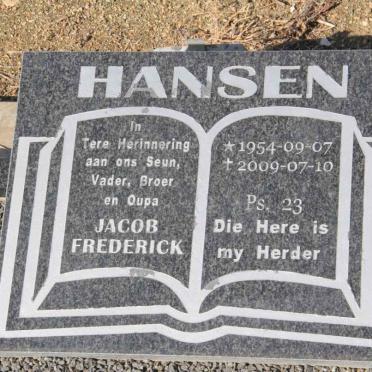 HANSEN
In
Tere Herinnering
aan ons Seun,
Vader, Broer
en Oupa
JACOB
FREDERICK
★1954-09-07
✝2009-07-10
Ps. 23
Die Here is
my Herder